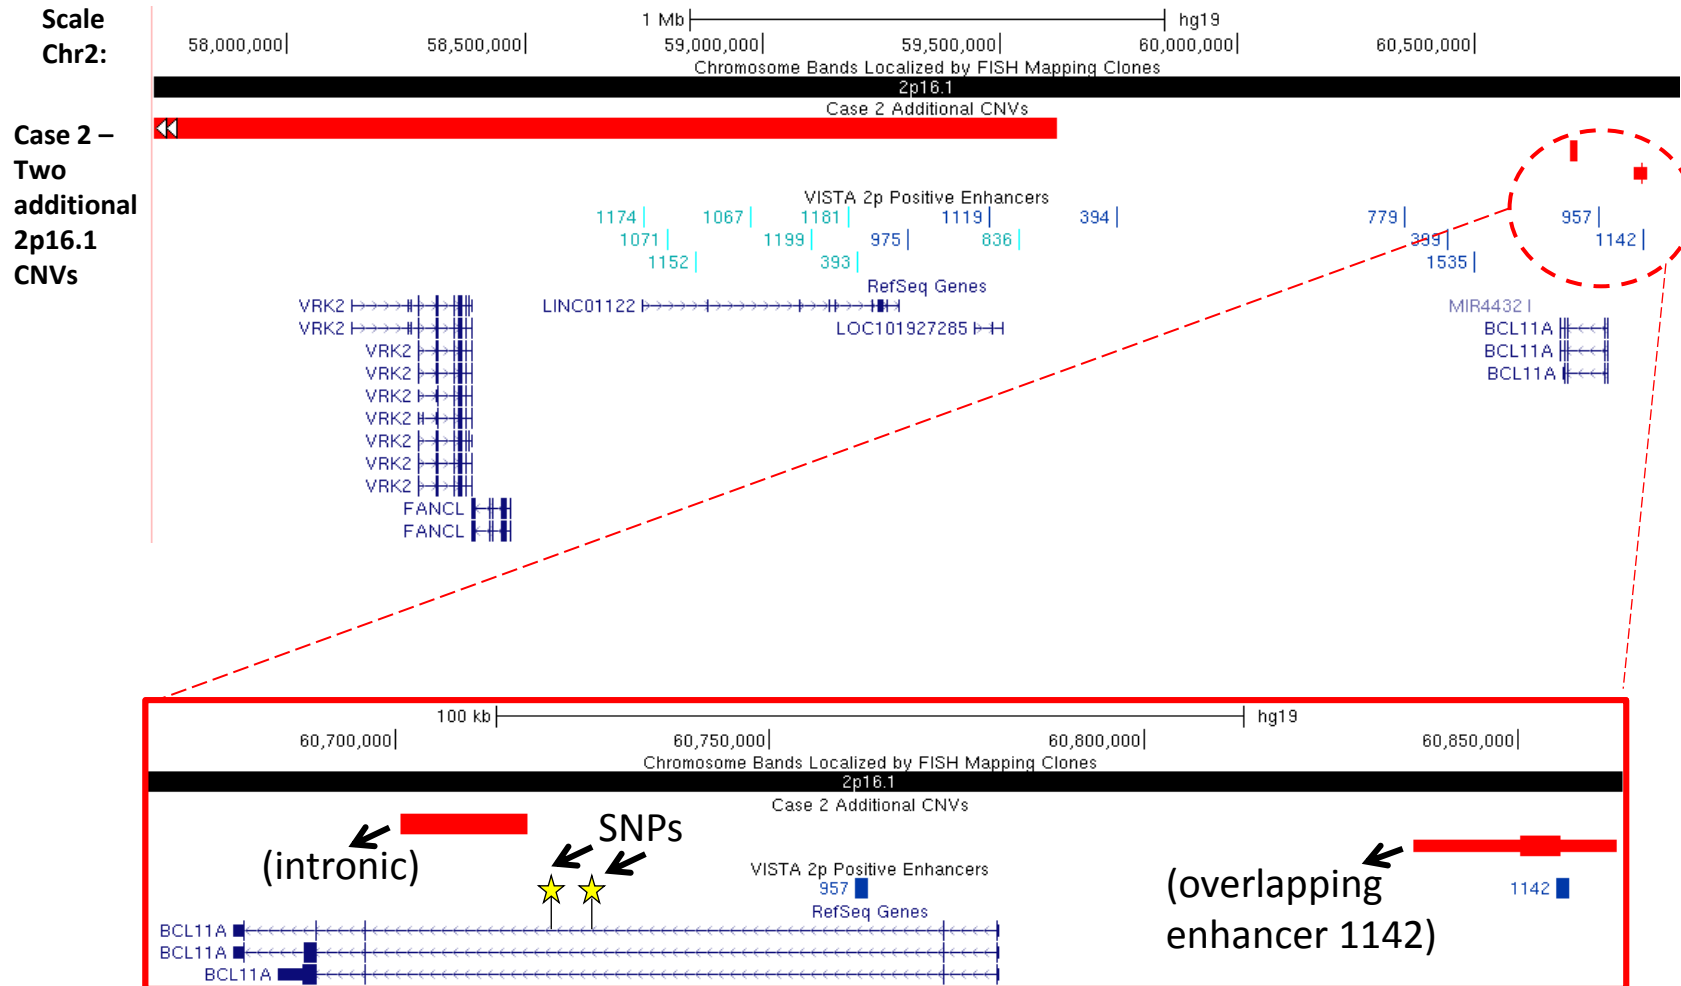 Scale
Chr2:
1 Mb hg19
58,000,000 58,500,000 59,000,000 59,500,000 60,000,000 60,500,000
Chromosome Bands Localized by FISH Mapping Clones
2p16.1
Case 2 Additional CNVs
Case 2 –
Two
additional
2p16.1
CNVs
VISTA 2p Positive Enhancers
1174 1067 1181 1119 394 779 957
1071 1199 975 836 399 1142
1152 393 1535
RefSeq Genes
VRK2 LINC01122 MIR4432
VRK2 LOC101927285 BCL11A
VRK2 BCL11A
VRK2 BCL11A
VRK2
VRK2
VRK2
VRK2
VRK2
FANCL
FANCL
100 kb hg19
60,700,000 60,750,000 60,800,000 60,850,000
Chromosome Bands Localized by FISH Mapping Clones
2p16.1
Case 2 Additional CNVs
(intronic)
SNPs
VISTA 2p Positive Enhancers
957 1142
(overlapping
enhancer 1142)
RefSeq Genes
BCL11A
BCL11A
BCL11A